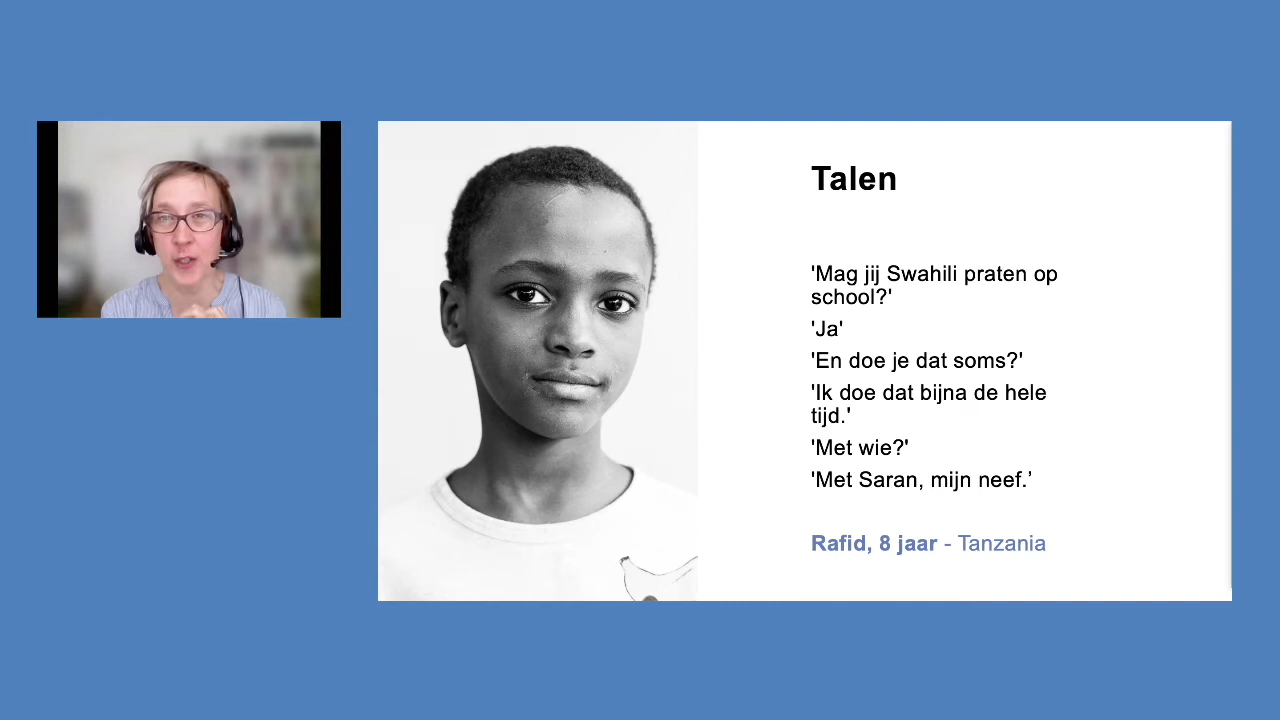 Talen
'Mag jij Swahili praten op
school?'
'Ja'
'En doe je dat soms?'
'Ik doe dat bijna de hele
tijd.'
'Met wie?'
'Met Saran, mijn neef.’
Rafid, 8 jaar - Tanzania